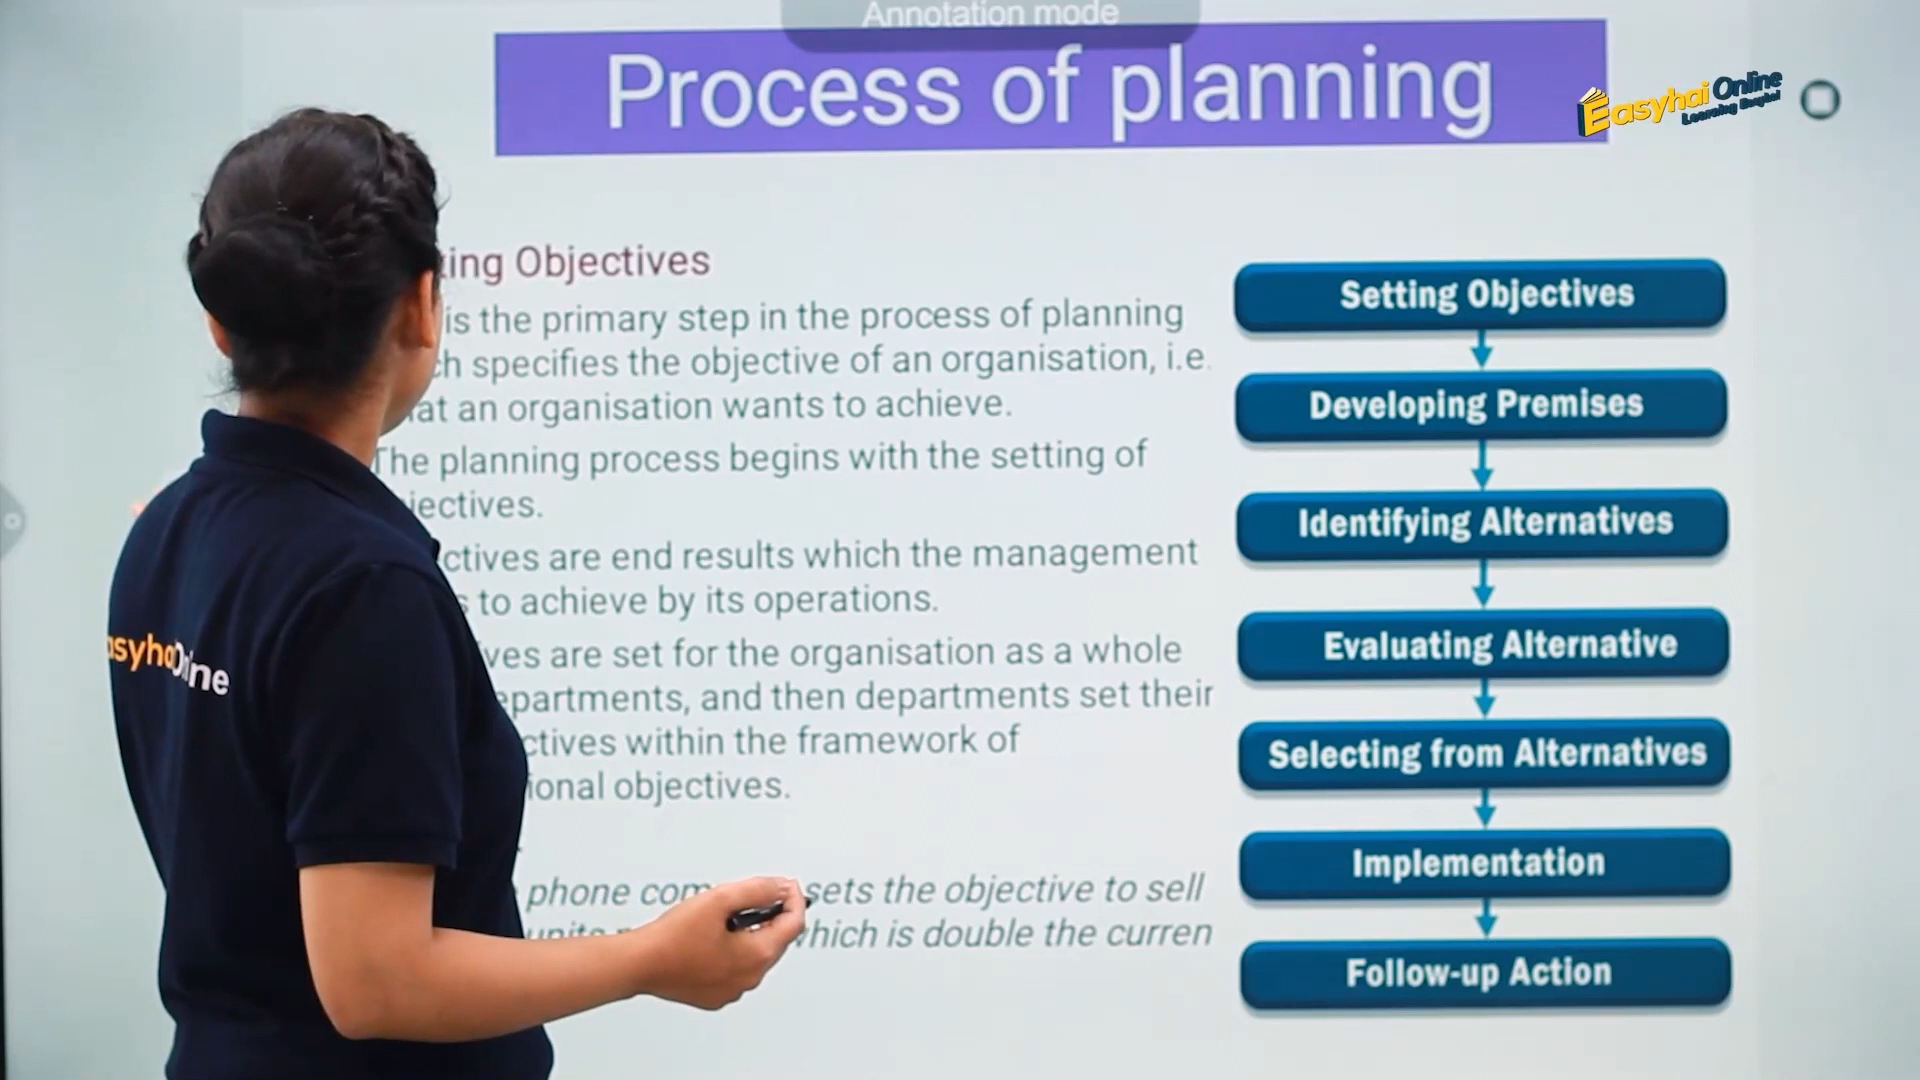 Annotation mode
Process of planning
Easyhai Online
Learning Simplet
ing Objectives
is the primary step in the process of planning
ch specifies the objective of an organisation, i.e.
at an organisation wants to achieve.
The planning process begins with the setting of
jectives.
ctives are end results which the management
s to achieve by its operations.
ves are set for the organisation as a whole
epartments, and then departments set their
ctives within the framework of
ional objectives.
phone com sets the objective to sell
units which is double the curren
Setting Objectives
Developing Premises
Identifying Alternatives
Evaluating Alternative
Selecting from Alternatives
Implementation
Follow-up Action
asyhaOnline